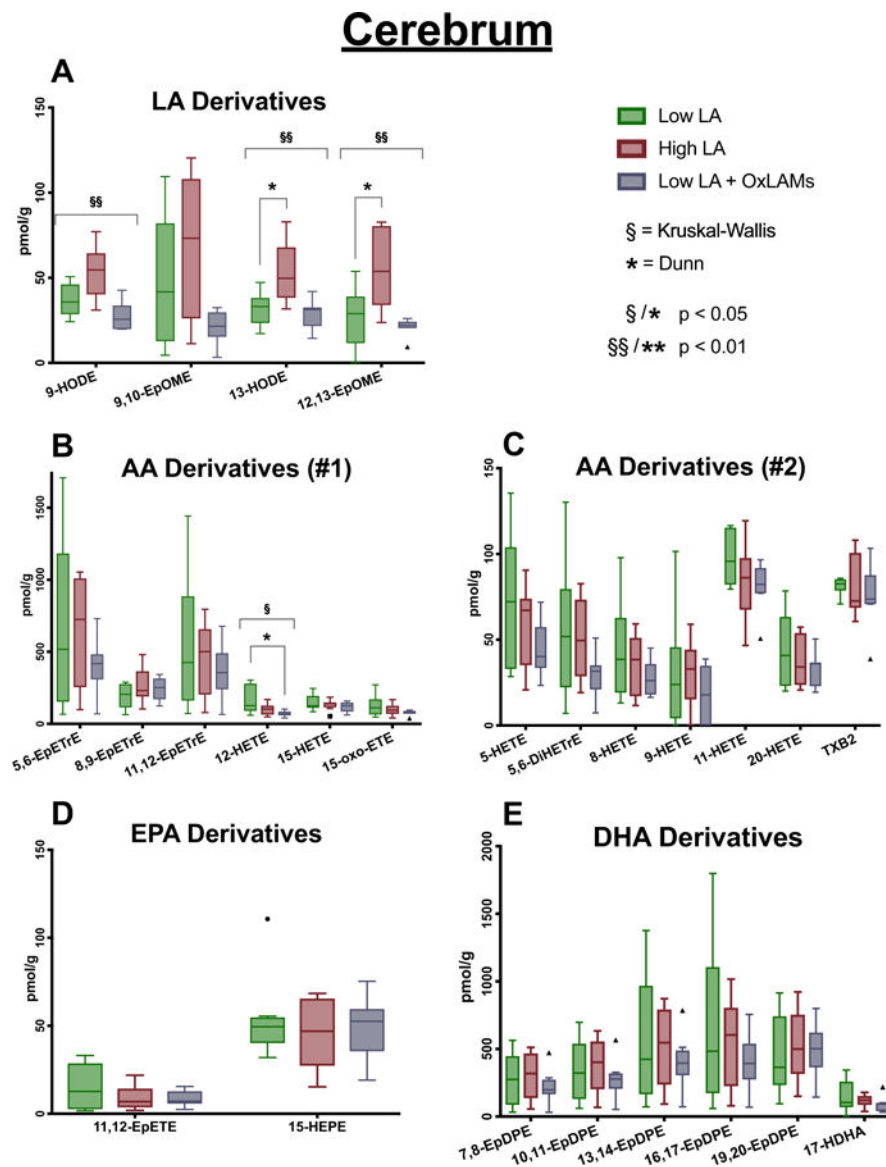 Cerebrum
A
LA Derivatives
150
100
50
0
pmol/g
§§
§§
§§
*
*
9-HODE
9,10-EpOME
13-HODE
12,13-EpOME
Low LA
High LA
Low LA + OxLAMs
§ = Kruskal-Wallis
* = Dunn
§ / * p < 0.05
§§ / ** p < 0.01
B
AA Derivatives (#1)
1500
1000
500
0
pmol/g
§
*
5,6-EpETrE
8,9-EpETrE
11,12-EpETrE
12-HETE
15-HETE
15-oxo-ETE
C
AA Derivatives (#2)
150
100
50
0
pmol/g
5-HETE
5,6-DiHETrE
8-HETE
9-HETE
11-HETE
20-HETE
TXB2
D
EPA Derivatives
150
100
50
0
pmol/g
11,12-EpETE
15-HEPE
E
DHA Derivatives
2000
1500
1000
500
0
pmol/g
7,8-EpDPE
10,11-EpDPE
13,14-EpDPE
16,17-EpDPE
19,20-EpDPE
17-HDHA